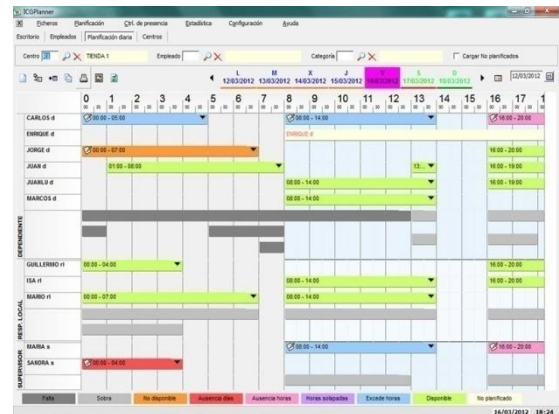 ICGPlanner
Ficheros Planificación Ctrl. de presencia Estadística Configuración Ayuda
Escritorio Empleados Planificación diaria Centros
Centro TIENDA 1 Empleado Categoría Cargar No planificados
L M X J V S D
12/03/2012 13/03/2012 14/03/2012 15/03/2012 16/03/2012 17/03/2012 18/03/2012 12/03/2012
0 1 2 3 4 5 6 7 8 9 10 11 12 13 14 15 16 17 1
CARLOS d 00:00 - 05:00 08:00 - 14:00 16:00 - 20:00
ENRIQUE d ENRIQUE d
JORGE d 00:00 - 07:00 16:00 - 20:00
JUAN d 01:00 - 08:00 13:... 16:00 - 19:00
JUANLU d 08:00 - 14:00 16:00 - 19:00
MARCOS d 08:00 - 14:00
DEPENDIENTE
GUILLERMO rl 00:00 - 04:00 16:00 - 20:00
ISA rl 08:00 - 14:00 16:00 - 20:00
MARIO rl 00:00 - 07:00 08:00 - 14:00
RESP. LOCAL
MARIA s 08:00 - 14:00 16:00 - 20:00
SANDRA s 00:00 - 04:00
SUPERVISOR
Falta Sobra No disponible Ausencia días Ausencia horas Horas solapadas Excede horas Disponible No planificado
16/03/2012 18:24